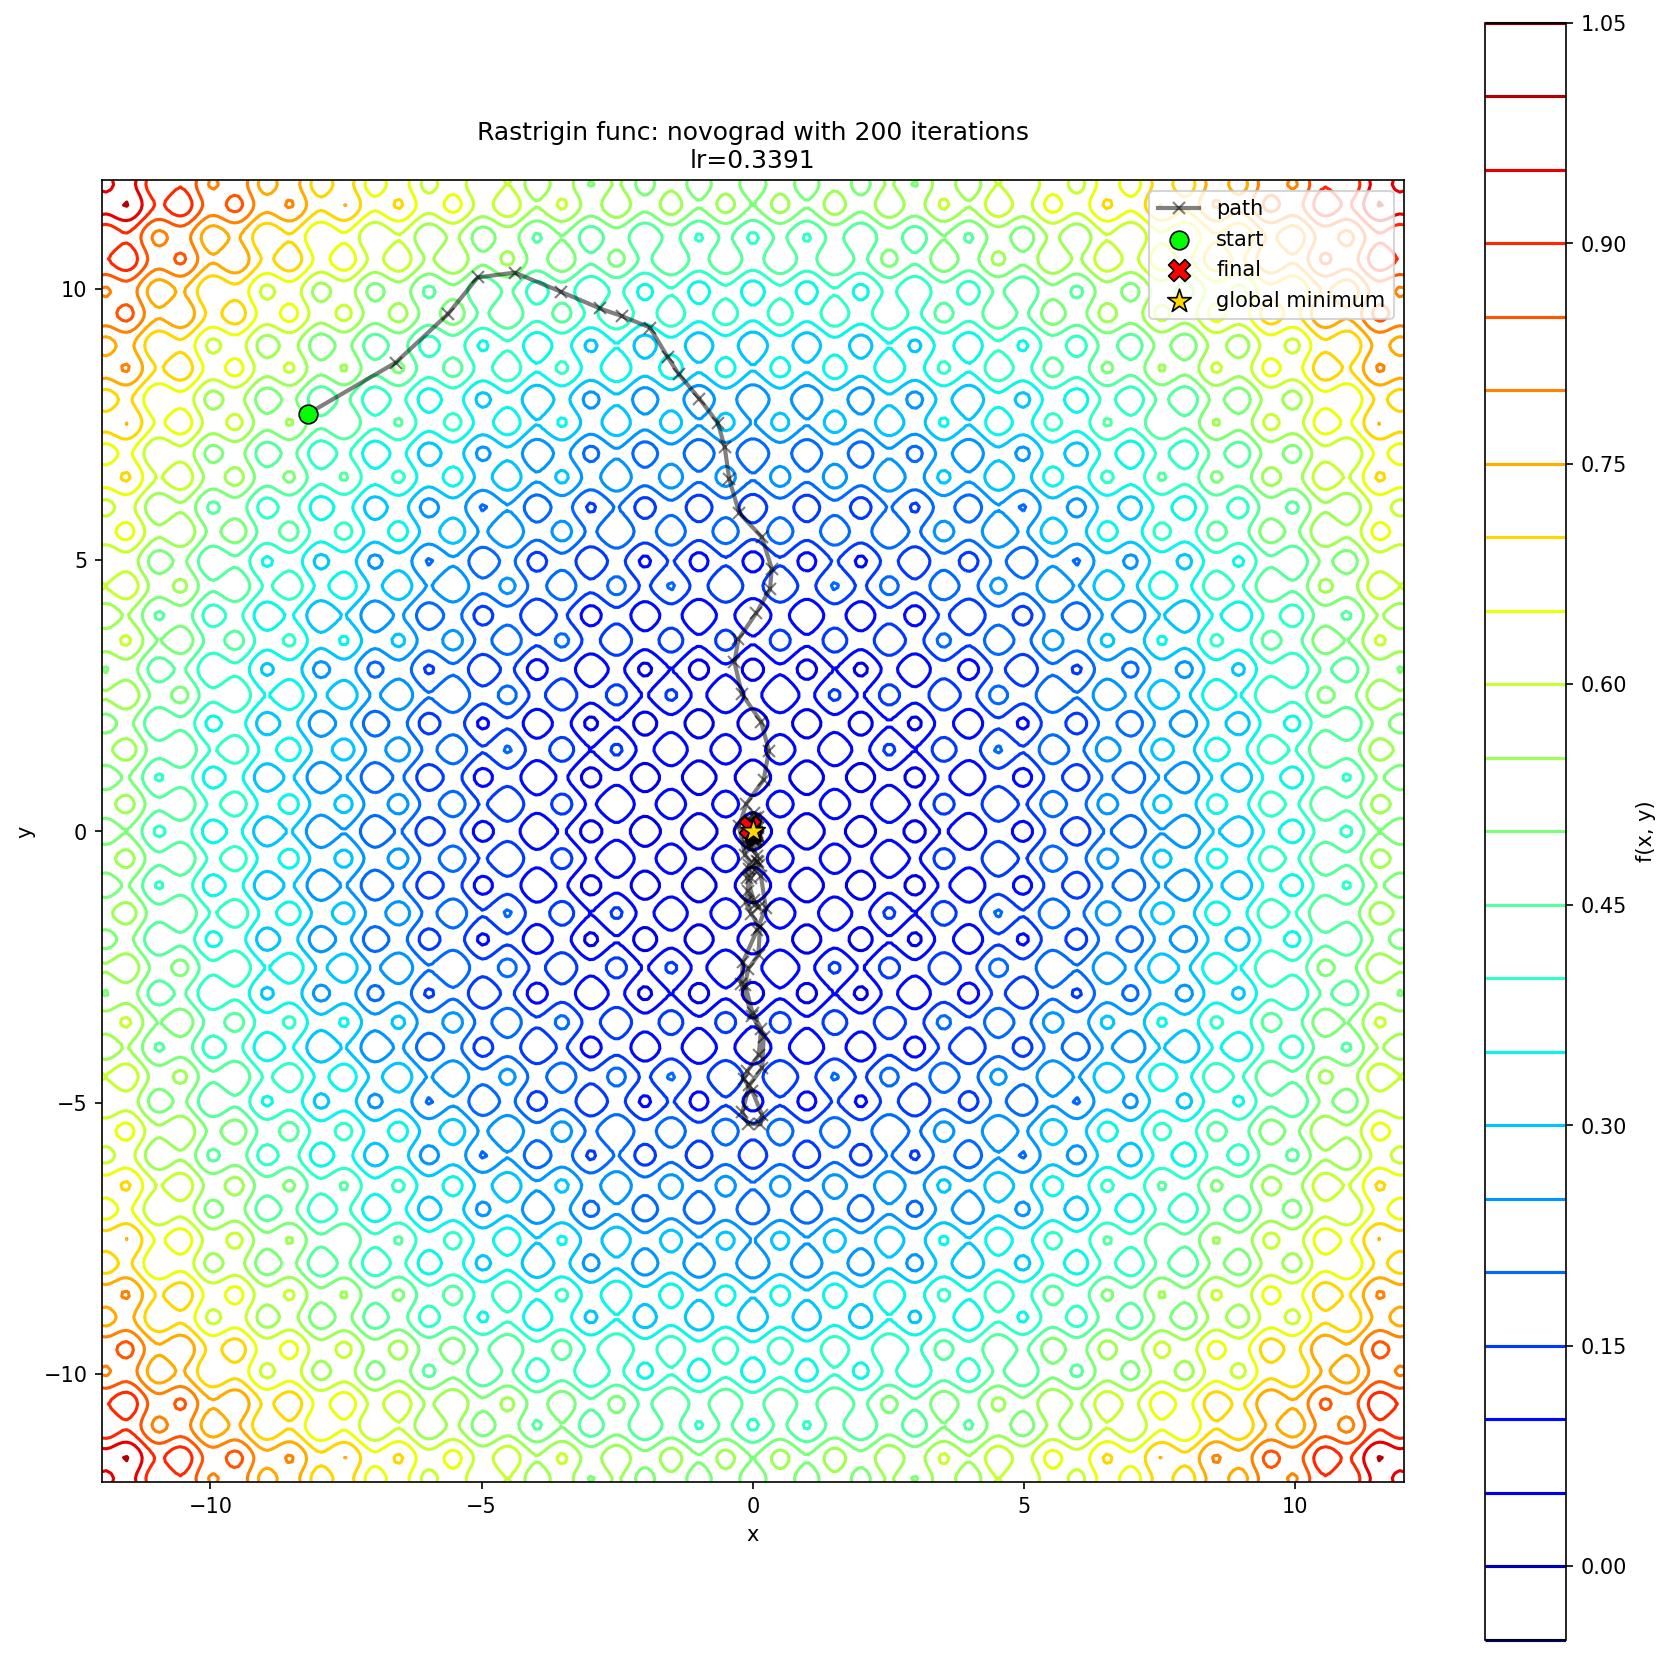 Rastrigin func: novograd with 200 iterations
lr=0.3391
path
start
final
global minimum
10
5
0
−5
−10
y
−10
−5
0
5
10
x
1.05
0.90
0.75
0.60
0.45
0.30
0.15
0.00
f(x, y)